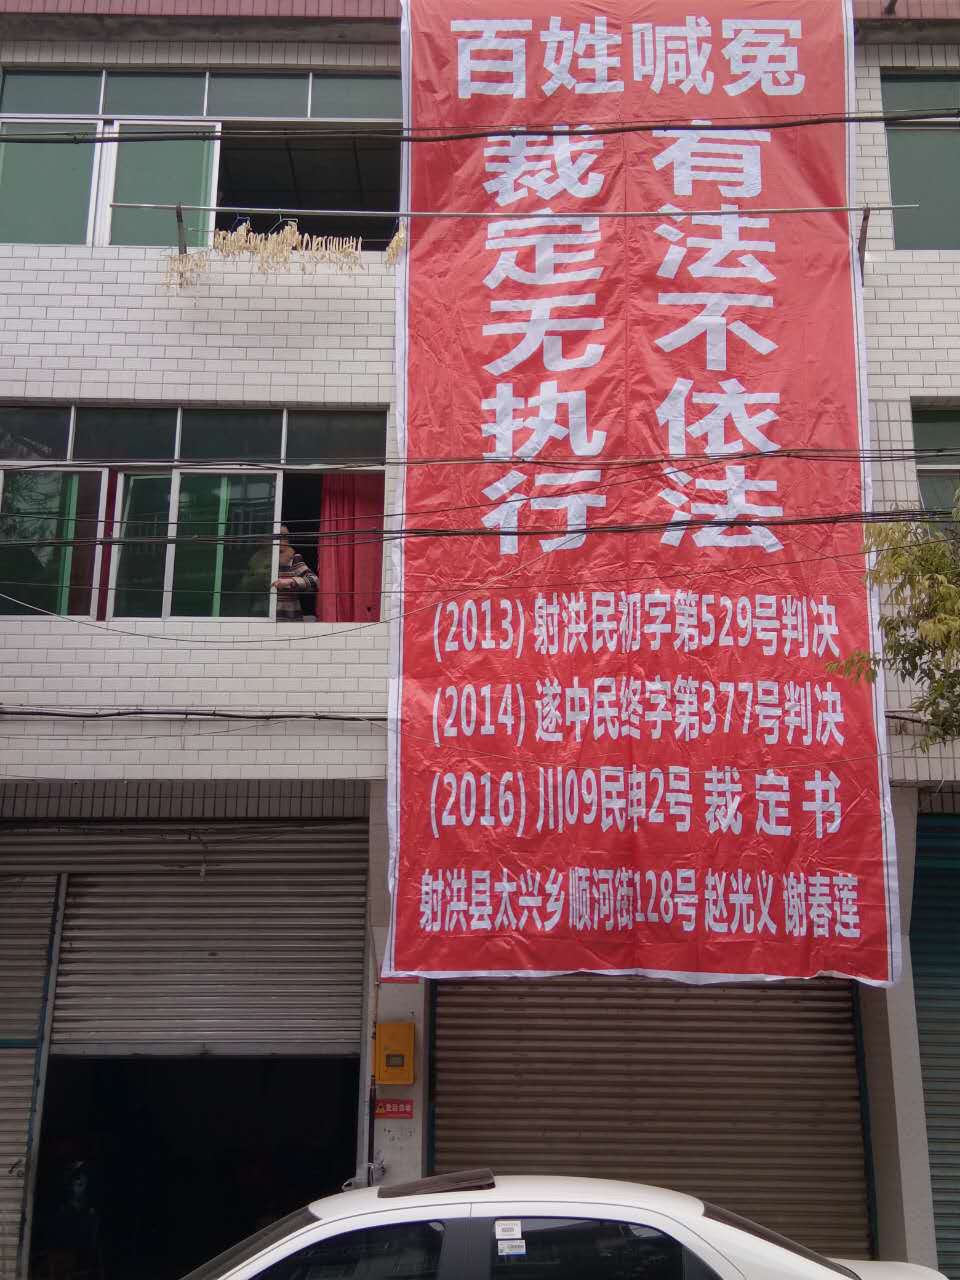 百姓喊冤
有法不依法
裁定无执行
(2013) 射洪民初字第529号判决
(2014) 遂中民终字第377号判决
(2016) 川09民申2号 裁定书
射洪县太兴乡顺河街128号 赵光义 谢春莲